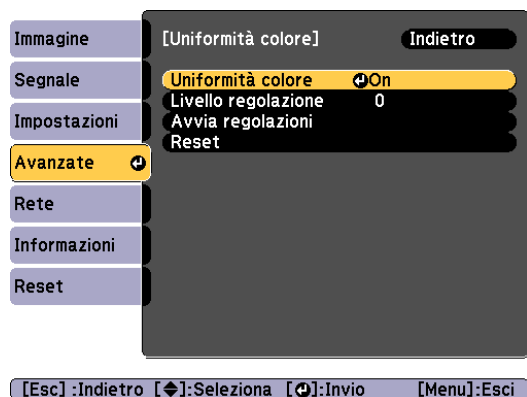 Immagine
Segnale
Impostazioni
Avanzate
Rete
Informazioni
Reset
[Uniformità colore] Indietro
Uniformità colore On
Livello regolazione 0
Avvia regolazioni
Reset
[Esc] :Indietro [◆]:Seleziona [↵]:Invio [Menu]:Esci